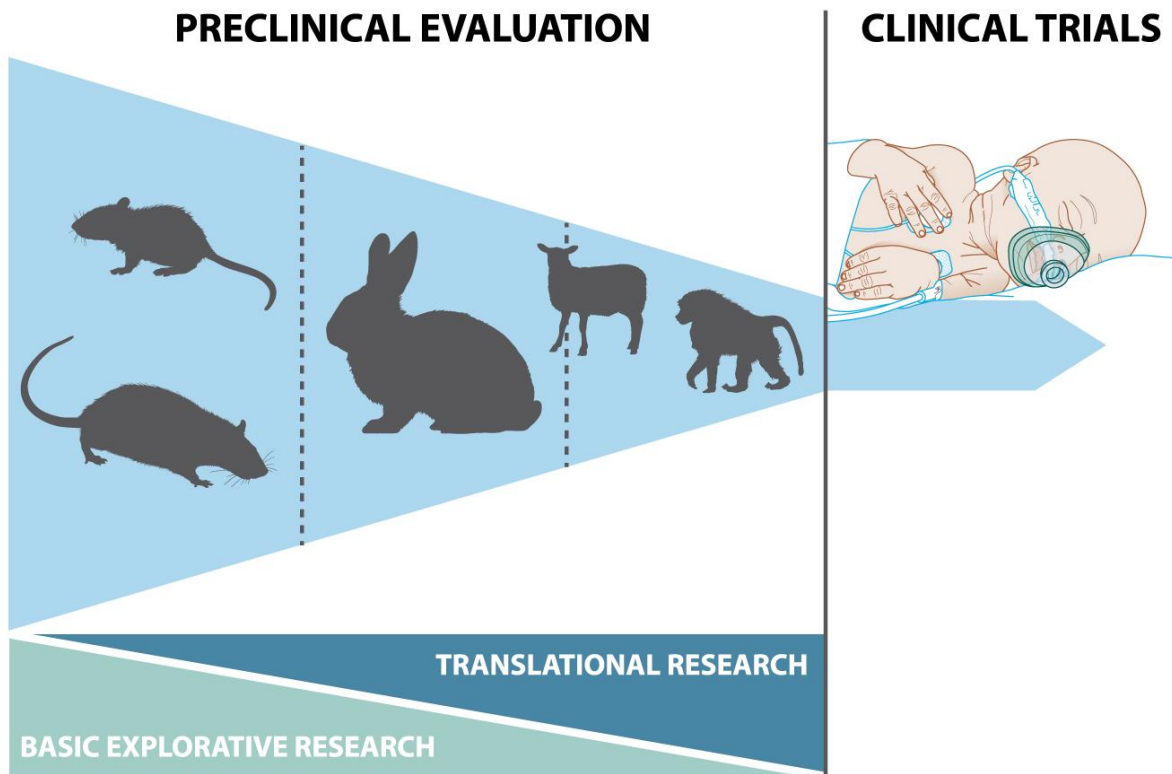 PRECLINICAL EVALUATION
CLINICAL TRIALS
TRANSLATIONAL RESEARCH
BASIC EXPLORATIVE RESEARCH